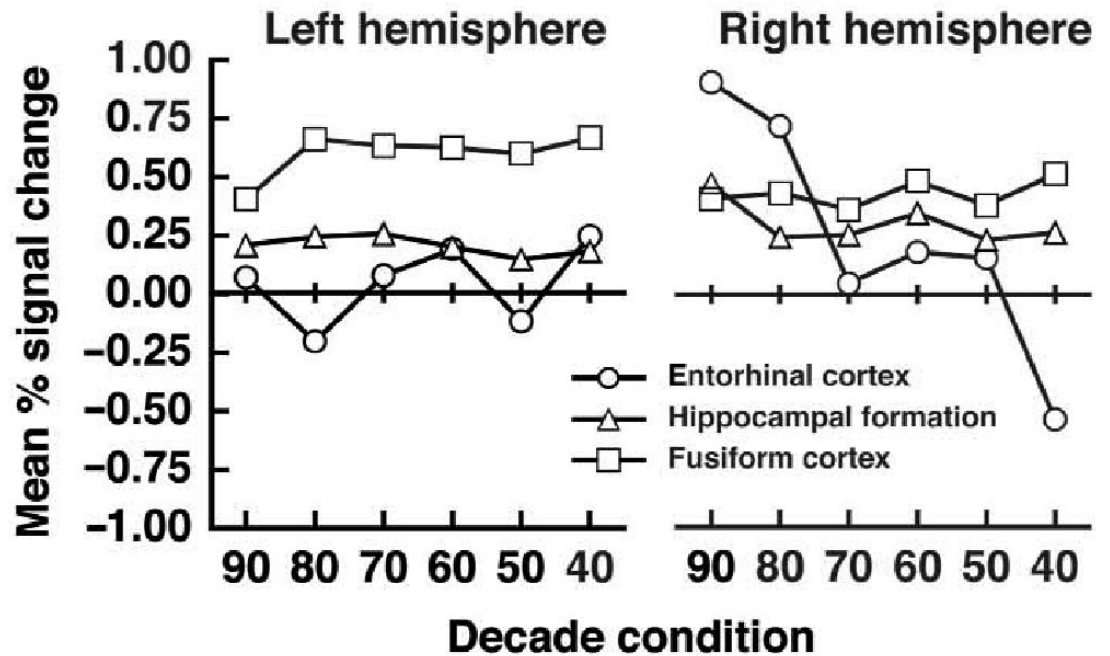 Left hemisphere
Right hemisphere
Mean % signal change
1.00
0.75
0.50
0.25
0.00
−0.25
−0.50
−0.75
−1.00
Entorhinal cortex
Hippocampal formation
Fusiform cortex
90 80 70 60 50 40
90 80 70 60 50 40
Decade condition